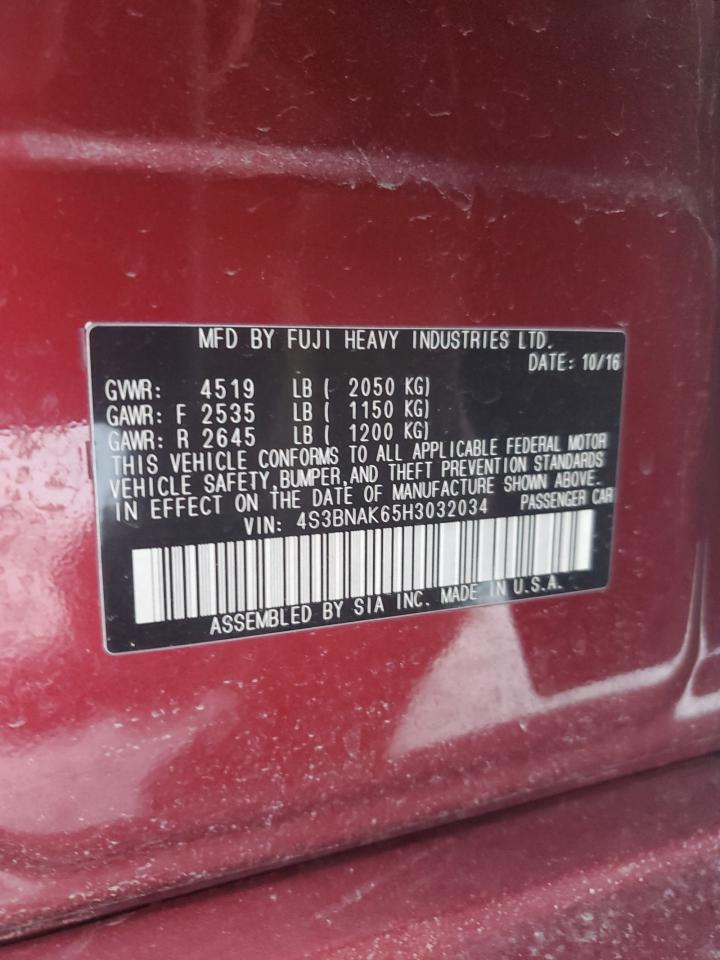 MFD BY FUJI HEAVY INDUSTRIES LTD.
DATE: 10/16
GVWR: 4519 LB ( 2050 KG)
GAWR: F 2535 LB ( 1150 KG)
GAWR: R 2645 LB ( 1200 KG)
THIS VEHICLE CONFORMS TO ALL APPLICABLE FEDERAL MOTOR
VEHICLE SAFETY, BUMPER, AND THEFT PREVENTION STANDARDS
IN EFFECT ON THE DATE OF MANUFACTURE SHOWN ABOVE.
VIN: 4S3BNAK65H3032034 PASSENGER CAR
ASSEMBLED BY SIA INC. MADE IN U.S.A.